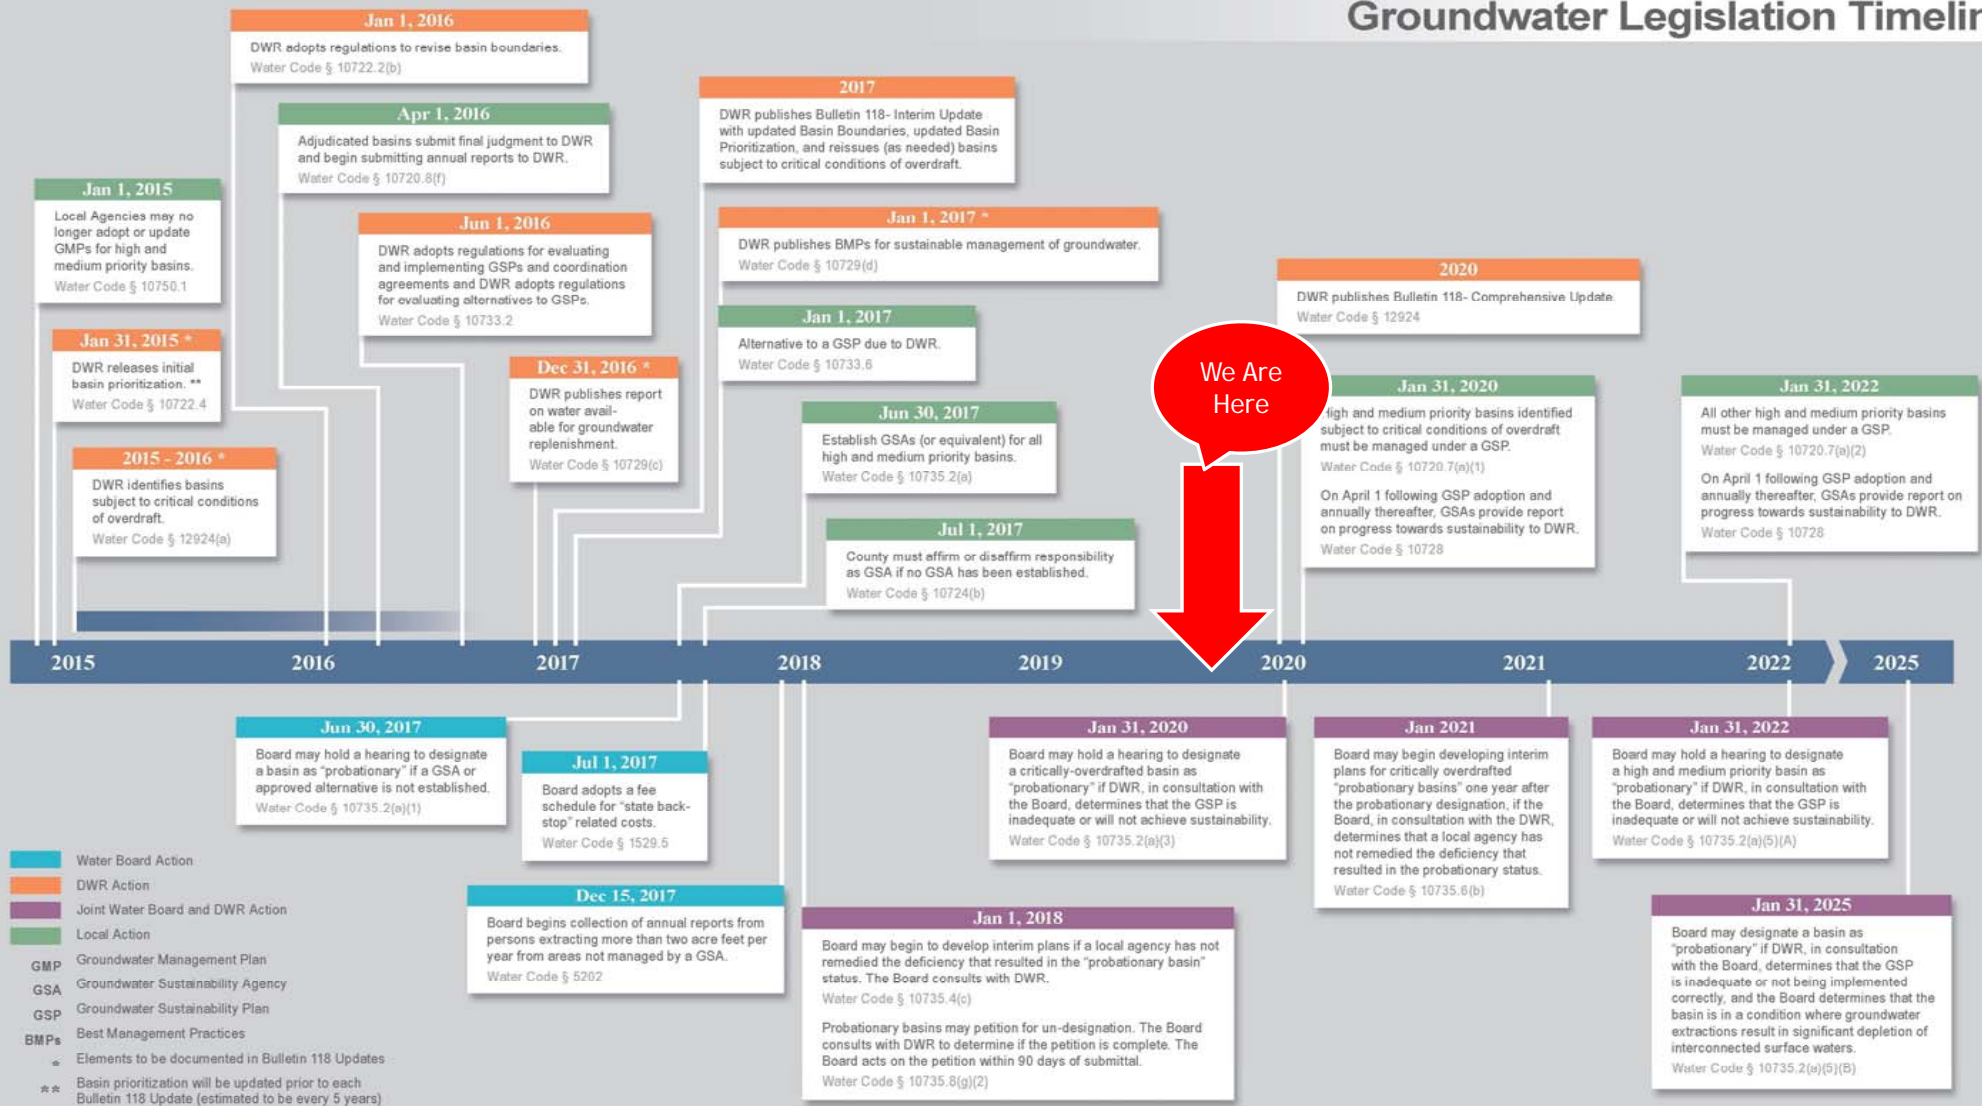 Groundwater Legislation Timelin
Jan 1, 2016
DWR adopts regulations to revise basin boundaries.
Water Code § 10722.2(b)
Apr 1, 2016
Adjudicated basins submit final judgment to DWR
and begin submitting annual reports to DWR.
Water Code § 10720.8(f)
Jan 1, 2015
Local Agencies may no
longer adopt or update
GMPs for high and
medium priority basins.
Water Code § 10750.1
Jan 31, 2015 *
DWR releases initial
basin prioritization. **
Water Code § 10722.4
2015 - 2016 *
DWR identifies basins
subject to critical conditions
of overdraft.
Water Code § 12924(a)
Jun 1, 2016
DWR adopts regulations for evaluating
and implementing GSPs and coordination
agreements and DWR adopts regulations
for evaluating alternatives to GSPs.
Water Code § 10733.2
Dec 31, 2016 *
DWR publishes report
on water avail-
able for groundwater
replenishment.
Water Code § 10729(c)
2017
DWR publishes Bulletin 118- Interim Update
with updated Basin Boundaries, updated Basin
Prioritization, and reissues (as needed) basins
subject to critical conditions of overdraft.
Jan 1, 2017 *
DWR publishes BMPs for sustainable management of groundwater.
Water Code § 10729(d)
Jan 1, 2017
Alternative to a GSP due to DWR.
Water Code § 10733.6
Jun 30, 2017
Establish GSAs (or equivalent) for all
high and medium priority basins.
Water Code § 10735.2(a)
Jul 1, 2017
County must affirm or disaffirm responsibility
as GSA if no GSA has been established.
Water Code § 10724(b)
We Are
Here
2020
DWR publishes Bulletin 118- Comprehensive Update
Water Code § 12924
Jan 31, 2020
High and medium priority basins identified
subject to critical conditions of overdraft
must be managed under a GSP.
Water Code § 10720.7(a)(1)
On April 1 following GSP adoption and
annually thereafter, GSAs provide report
on progress towards sustainability to DWR.
Water Code § 10728
Jan 31, 2022
All other high and medium priority basins
must be managed under a GSP.
Water Code § 10720.7(a)(2)
On April 1 following GSP adoption and
annually thereafter, GSAs provide report on
progress towards sustainability to DWR.
Water Code § 10728
2015 2016 2017 2018 2019 2020 2021 2022 2025
Jun 30, 2017
Board may hold a hearing to designate
a basin as “probationary” if a GSA or
approved alternative is not established.
Water Code § 10735.2(a)(1)
Jul 1, 2017
Board adopts a fee
schedule for “state back-
stop” related costs.
Water Code § 1529.5
Dec 15, 2017
Board begins collection of annual reports from
persons extracting more than two acre feet per
year from areas not managed by a GSA.
Water Code § 5202
Jan 1, 2018
Board may begin to develop interim plans if a local agency has not
remedied the deficiency that resulted in the “probationary basin”
status. The Board consults with DWR.
Water Code § 10735.4(c)
Probationary basins may petition for un-designation. The Board
consults with DWR to determine if the petition is complete. The
Board acts on the petition within 90 days of submittal.
Water Code § 10735.8(g)(2)
Jan 31, 2020
Board may hold a hearing to designate
a critically-overdrafted basin as
“probationary” if DWR, in consultation with
the Board, determines that the GSP is
inadequate or will not achieve sustainability.
Water Code § 10735.2(a)(3)
Jan 2021
Board may begin developing interim
plans for critically overdrafted
“probationary basins” one year after
the probationary designation, if the
Board, in consultation with the DWR,
determines that a local agency has
not remedied the deficiency that
resulted in the probationary status.
Water Code § 10735.6(b)
Jan 31, 2022
Board may hold a hearing to designate
a high and medium priority basin as
“probationary” if DWR, in consultation with
the Board, determines that the GSP is
inadequate or will not achieve sustainability.
Water Code § 10735.2(a)(5)(A)
Jan 31, 2025
Board may designate a basin as
“probationary” if DWR, in consultation
with the Board, determines that the GSP
is inadequate or not being implemented
correctly, and the Board determines that the
basin is in a condition where groundwater
extractions result in significant depletion of
interconnected surface waters.
Water Code § 10735.2(a)(5)(B)
Water Board Action
DWR Action
Joint Water Board and DWR Action
Local Action
GMP Groundwater Management Plan
GSA Groundwater Sustainability Agency
GSP Groundwater Sustainability Plan
BMPs Best Management Practices
* Elements to be documented in Bulletin 118 Updates
** Basin prioritization will be updated prior to each
Bulletin 118 Update (estimated to be every 5 years)